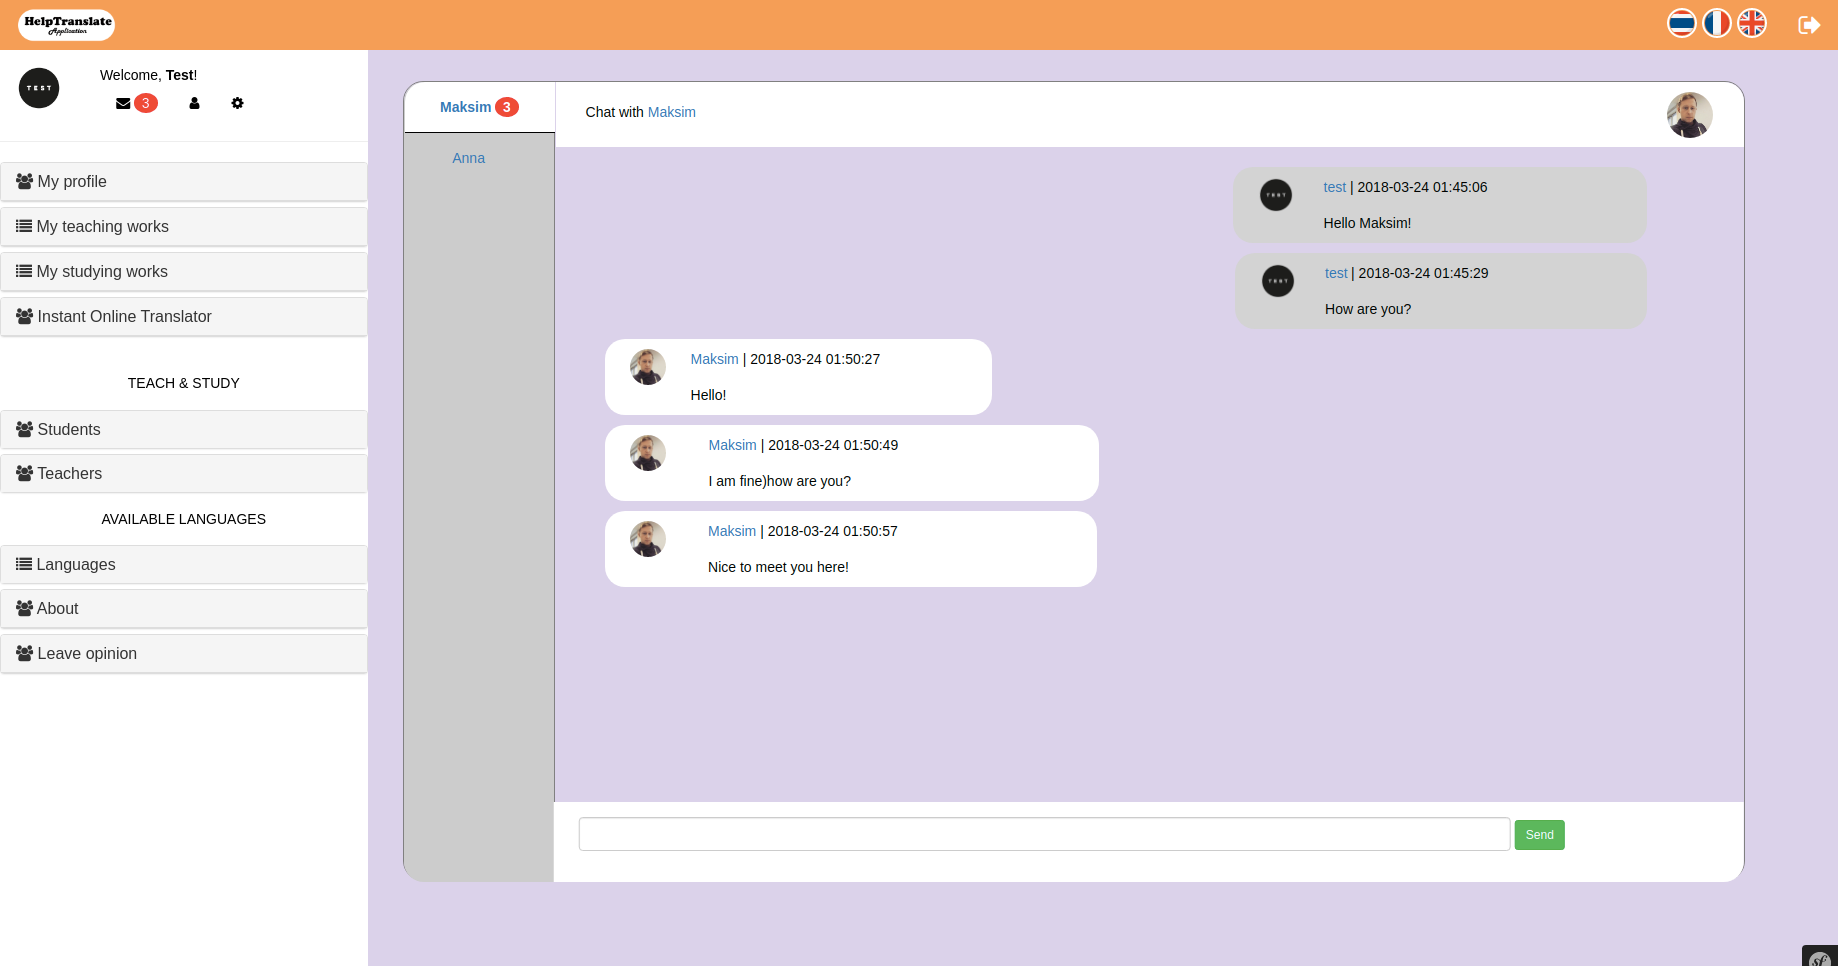 HelpTranslate
Application
TEST
Welcome, Test!
3
My profile
My teaching works
My studying works
Instant Online Translator
TEACH & STUDY
Students
Teachers
AVAILABLE LANGUAGES
Languages
About
Leave opinion
Maksim 3
Anna
Chat with Maksim
TEST
test | 2018-03-24 01:45:06
Hello Maksim!
TEST
test | 2018-03-24 01:45:29
How are you?
Maksim | 2018-03-24 01:50:27
Hello!
Maksim | 2018-03-24 01:50:49
I am fine)how are you?
Maksim | 2018-03-24 01:50:57
Nice to meet you here!
Send
sf